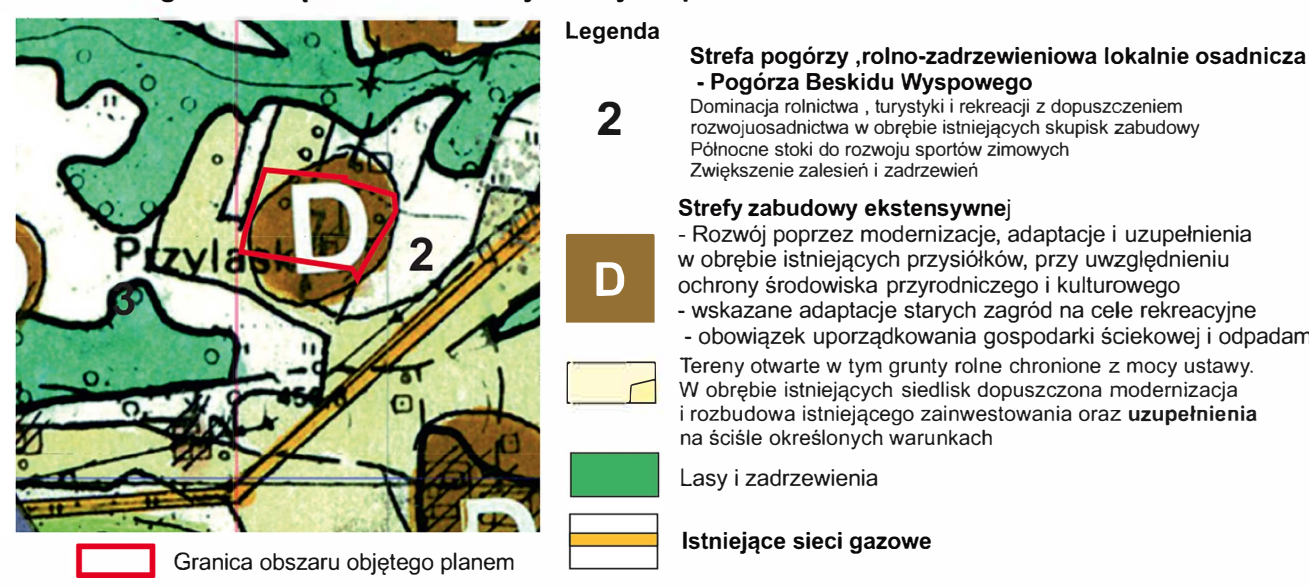 Legenda
2
Strefa pogórzy ,rolno-zadrzewieniowa lokalnie osadnicza
- Pogórza Beskidu Wyspowego
Dominacja rolnictwa , turystyki i rekreacji z dopuszczeniem
rozwojuosadnictwa w obrębie istniejących skupisk zabudowy
Północne stoki do rozwoju sportów zimowych
Zwiększenie zalesień i zadrzewień
D
Strefy zabudowy ekstensywnej
- Rozwój poprzez modernizacje, adaptacje i uzupełnienia
w obrębie istniejących przysiółków, przy uwzględnieniu
ochrony środowiska przyrodniczego i kulturowego
- wskazane adaptacje starych zagród na cele rekreacyjne
- obowiązek uporządkowania gospodarki ściekowej i odpadam
Tereny otwarte w tym grunty rolne chronione z mocy ustawy.
W obrębie istniejących siedlisk dopuszczona modernizacja
i rozbudowa istniejącego zainwestowania oraz uzupełnienia
na ściśle określonych warunkach
Lasy i zadrzewienia
Istniejące sieci gazowe
Granica obszaru objętego planem
D
D
2
Przylaski
3
D